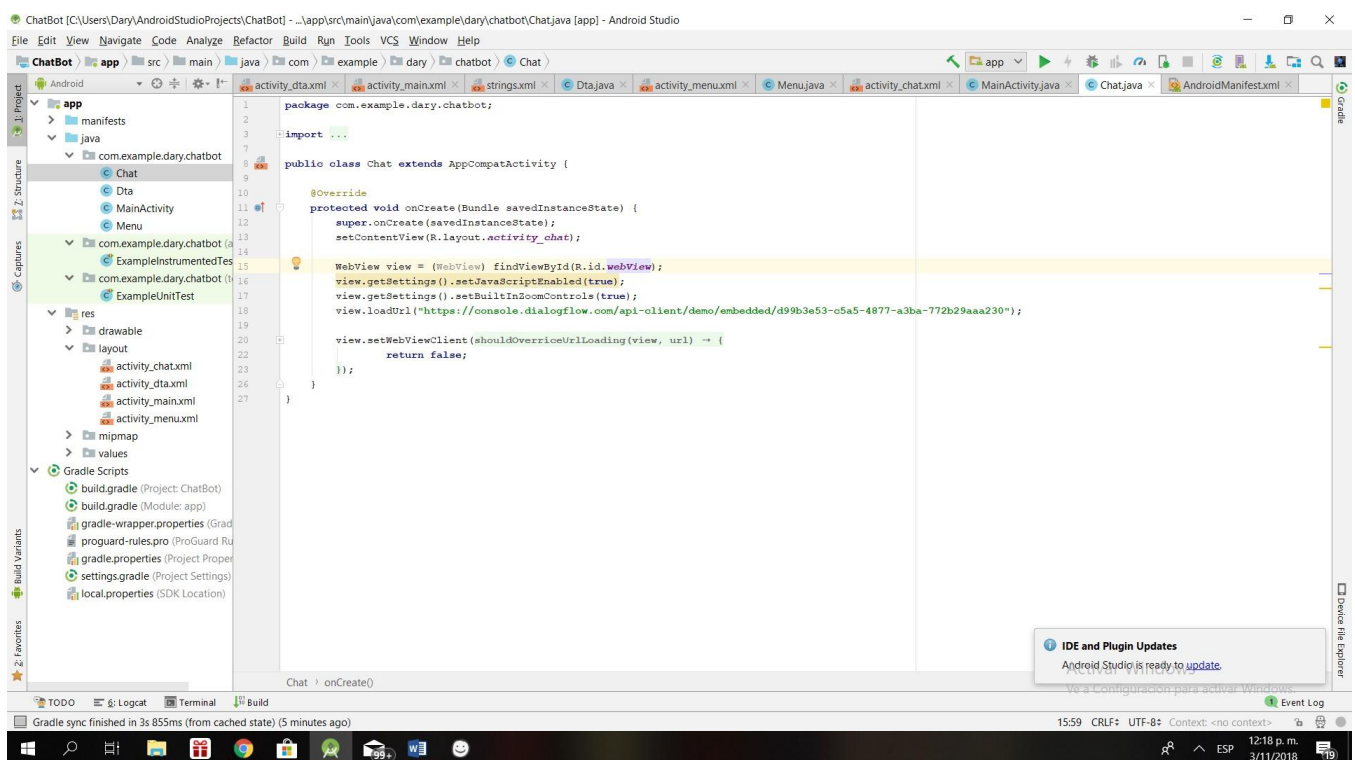 ChatBot [C:\Users\Dary\AndroidStudioProjects\ChatBot] - ...\app\src\main\java\com\example\dary\chatbot\Chat.java [app] - Android Studio
File Edit View Navigate Code Analyze Refactor Build Run Tools VCS Window Help
ChatBot app src main java com example dary chatbot Chat
app
Android
activity_dta.xml activity_main.xml strings.xml Dta.java activity_menu.xml Menu.java activity_chat.xml MainActivity.java Chat.java AndroidManifest.xml
1: Project
Z: Structure
Captures
Build Variants
2: Favorites
app
manifests
java
com.example.dary.chatbot
Chat
Dta
MainActivity
Menu
com.example.dary.chatbot (a
ExampleInstrumentedTes
com.example.dary.chatbot (t
ExampleUnitTest
res
drawable
layout
activity_chat.xml
activity_dta.xml
activity_main.xml
activity_menu.xml
mipmap
values
Gradle Scripts
build.gradle (Project: ChatBot)
build.gradle (Module: app)
gradle-wrapper.properties (Grad
proguard-rules.pro (ProGuard Ru
gradle.properties (Project Proper
settings.gradle (Project Settings)
local.properties (SDK Location)
1 package com.example.dary.chatbot;
2
3 import ...
7
8 public class Chat extends AppCompatActivity {
9
10 @Override
11 protected void onCreate(Bundle savedInstanceState) {
12 super.onCreate(savedInstanceState);
13 setContentView(R.layout.activity_chat);
14
15 WebView view = (WebView) findViewById(R.id.webView);
16 view.getSettings().setJavaScriptEnabled(true);
17 view.getSettings().setBuiltInZoomControls(true);
18 view.loadUrl("https://console.dialogflow.com/api-client/demo/embedded/d99b3e53-c5a5-4877-a3ba-772b29aaa230");
19
20 view.setWebViewClient(shouldOverriceUrlLoading(view, url) → {
22 return false;
23 });
26 }
27 }
Chat › onCreate()
Gradle
Device File Explorer
IDE and Plugin Updates
Android Studio is ready to update.
Activar Windows
Ve a Configuración para activar Windows.
TODO 6: Logcat Terminal Build
1 Event Log
Gradle sync finished in 3s 855ms (from cached state) (5 minutes ago)
15:59 CRLF: UTF-8: Context: <no context>
99+
ESP
12:18 p. m.
3/11/2018
19